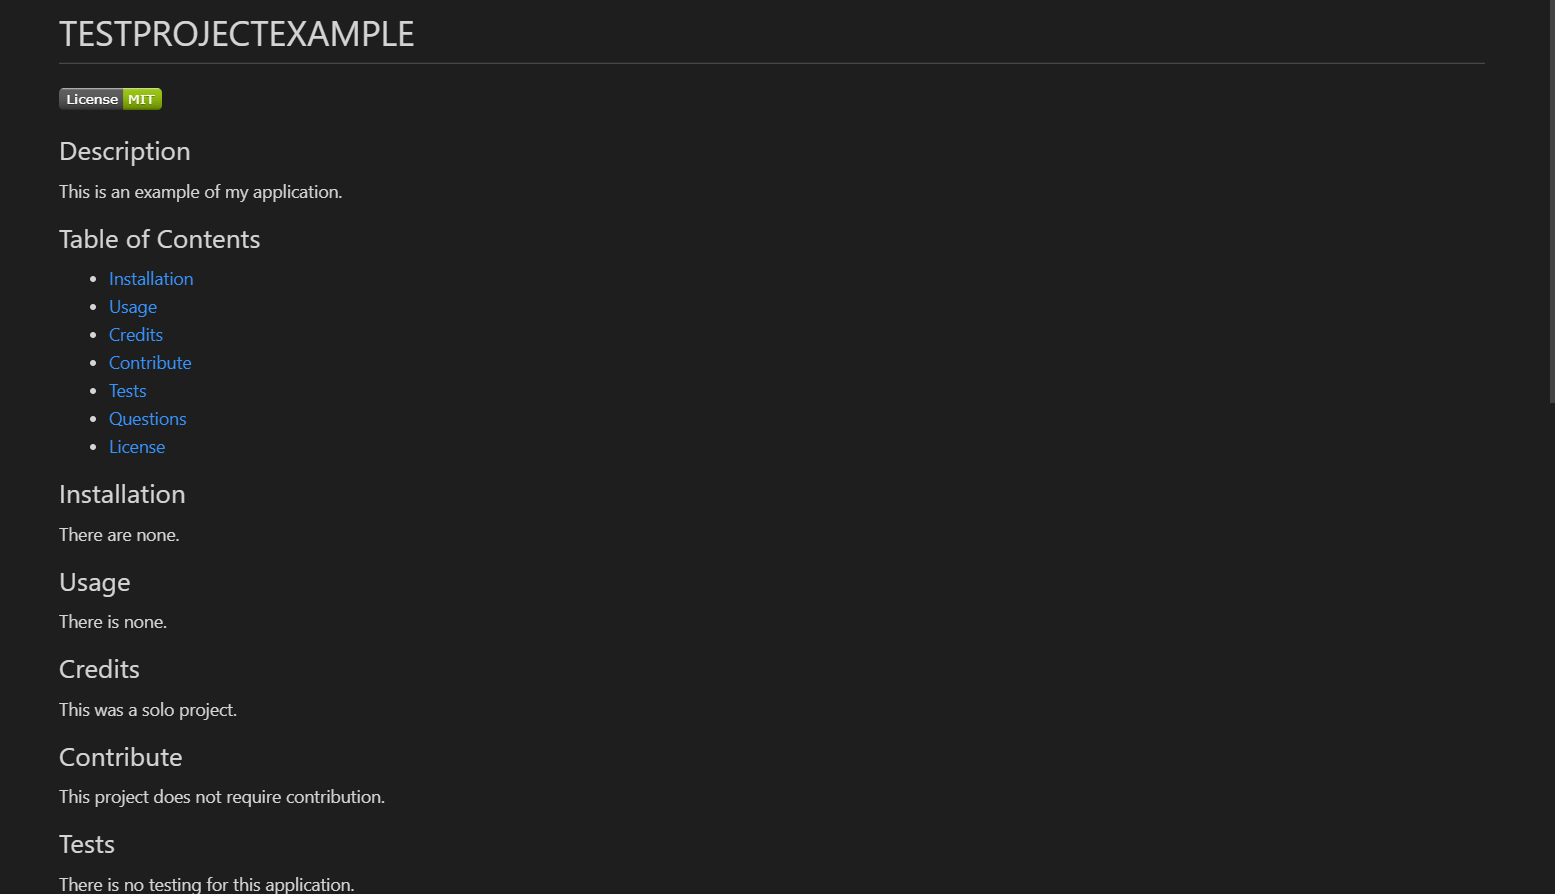 TESTPROJECTEXAMPLE
License MIT
Description
This is an example of my application.
Table of Contents
Installation
Usage
Credits
Contribute
Tests
Questions
License
Installation
There are none.
Usage
There is none.
Credits
This was a solo project.
Contribute
This project does not require contribution.
Tests
There is no testing for this application.